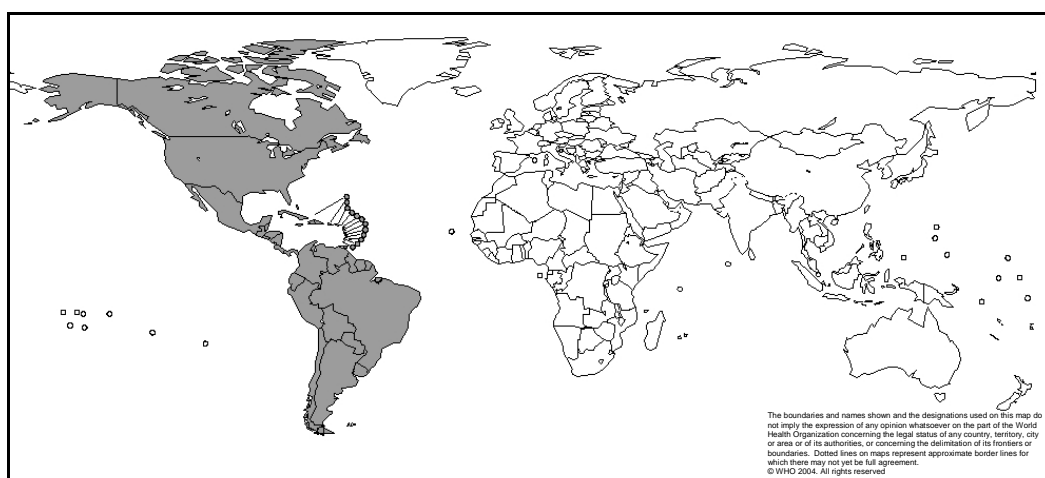 The boundaries and names shown and the designations used on this map do
not imply the expression of any opinion whatsoever on the part of the World
Health Organization concerning the legal status of any country, territory, city
or area or of its authorities, or concerning the delimitation of its frontiers or
boundaries. Dotted lines on maps represent approximate border lines for
which there may not yet be full agreement.
© WHO 2004. All rights reserved